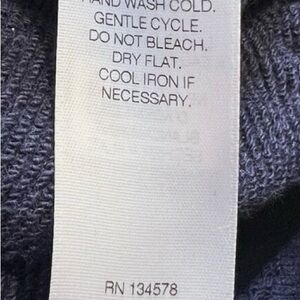 HAND WASH COLD.
GENTLE CYCLE.
DO NOT BLEACH.
DRY FLAT.
COOL IRON IF
NECESSARY.
RN 134578